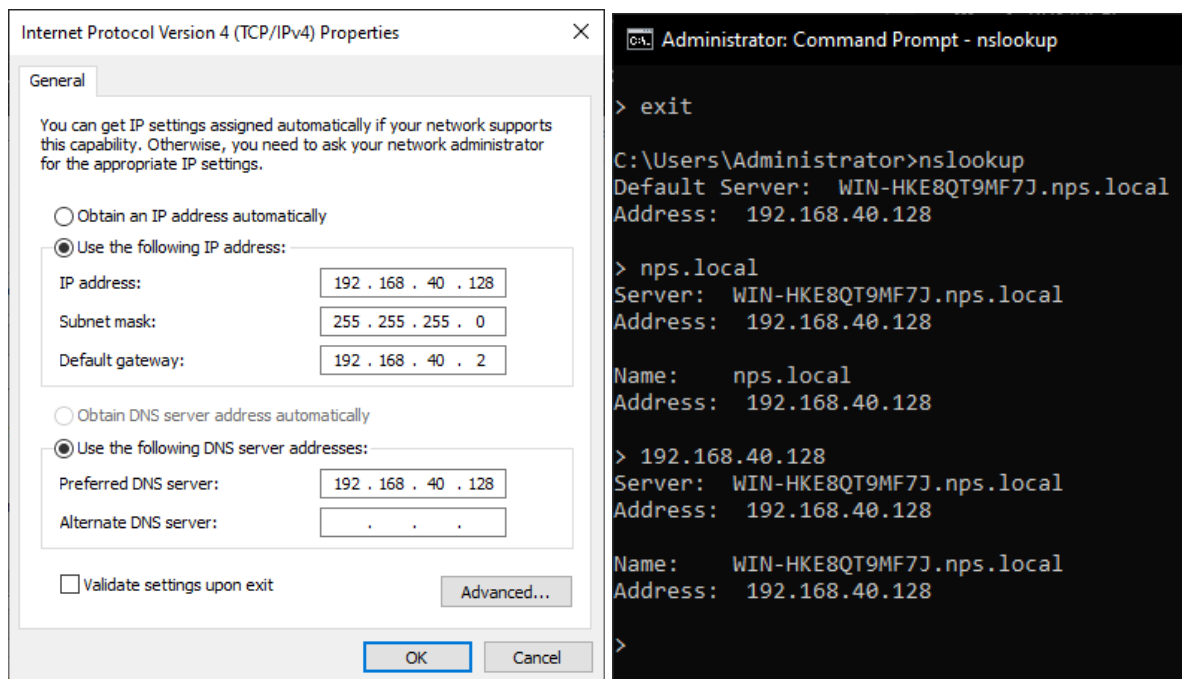 Internet Protocol Version 4 (TCP/IPv4) Properties
General
You can get IP settings assigned automatically if your network supports
this capability. Otherwise, you need to ask your network administrator
for the appropriate IP settings.
Obtain an IP address automatically
Use the following IP address:
IP address: 192 . 168 . 40 . 128
Subnet mask: 255 . 255 . 255 . 0
Default gateway: 192 . 168 . 40 . 2
Obtain DNS server address automatically
Use the following DNS server addresses:
Preferred DNS server: 192 . 168 . 40 . 128
Alternate DNS server: . . .
Validate settings upon exit
Advanced...
OK
Cancel
Administrator: Command Prompt - nslookup
> exit
C:\Users\Administrator>nslookup
Default Server:  WIN-HKE8QT9MF7J.nps.local
Address:  192.168.40.128
> nps.local
Server:  WIN-HKE8QT9MF7J.nps.local
Address:  192.168.40.128
Name:    nps.local
Address:  192.168.40.128
> 192.168.40.128
Server:  WIN-HKE8QT9MF7J.nps.local
Address:  192.168.40.128
Name:    WIN-HKE8QT9MF7J.nps.local
Address:  192.168.40.128
>